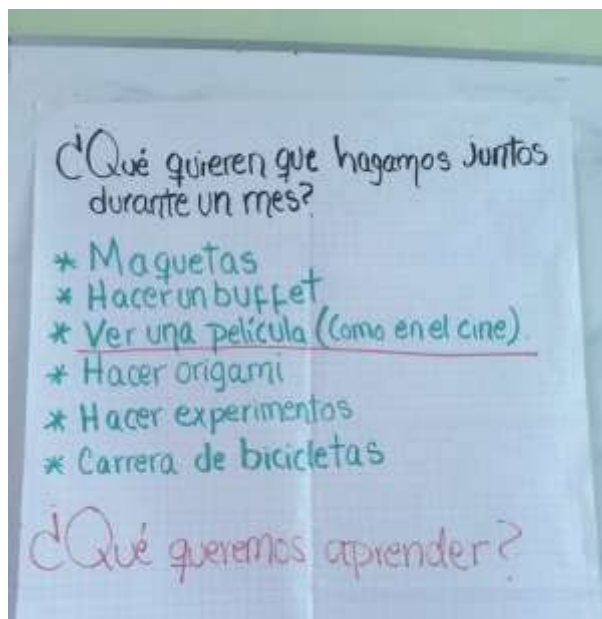 ¿Qué quieren que hagamos juntos
durante un mes?
* Maquetas
* Hacer un buffet
* Ver una película (como en el cine).
* Hacer origami
* Hacer experimentos
* Carrera de bicicletas
¿Qué queremos aprender?